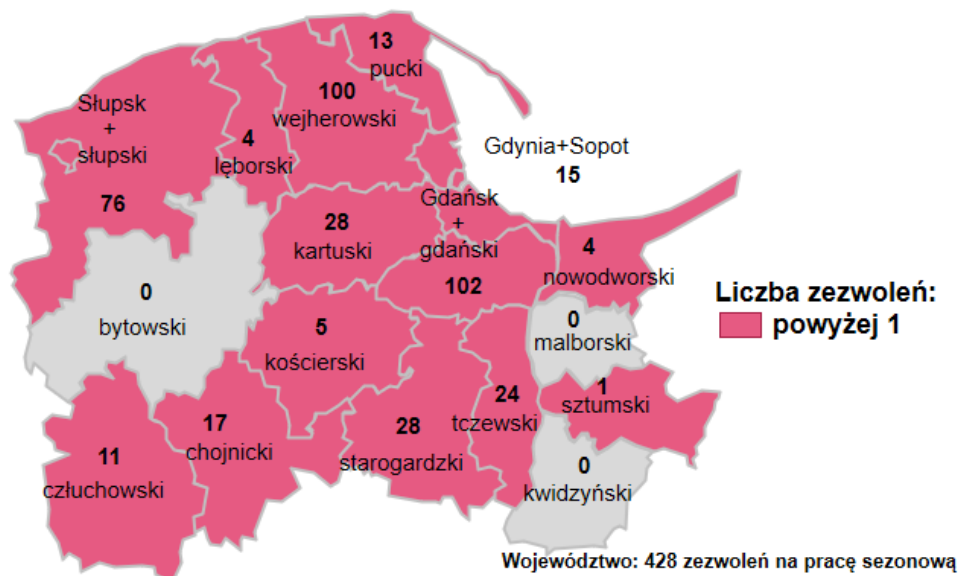 13
pucki
100
wejherowski
Słupsk
+
słupski
76
4
lęborski
Gdynia+Sopot
15
28
kartuski
Gdańsk
+
gdański
102
4
nowodworski
0
bytowski
5
kościerski
0
malborski
Liczba zezwoleń:
powyżej 1
1
sztumski
24
tczewski
17
chojnicki
28
starogardzki
11
człuchowski
0
kwidzyński
Województwo: 428 zezwoleń na pracę sezonową